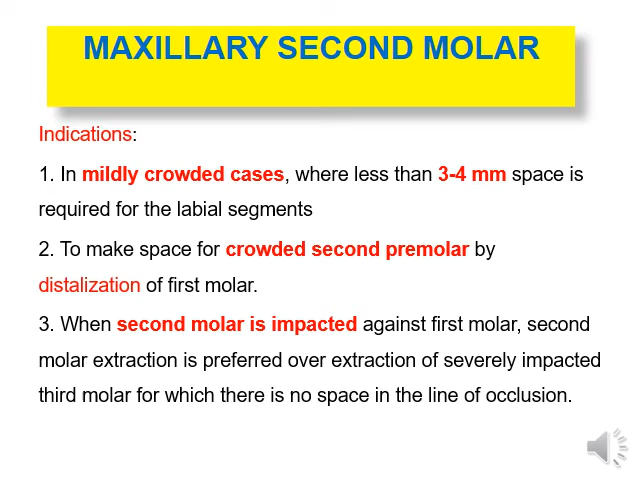 MAXILLARY SECOND MOLAR
Indications:
1. In mildly crowded cases, where less than 3-4 mm space is
required for the labial segments
2. To make space for crowded second premolar by
distalization of first molar.
3. When second molar is impacted against first molar, second
molar extraction is preferred over extraction of severely impacted
third molar for which there is no space in the line of occlusion.